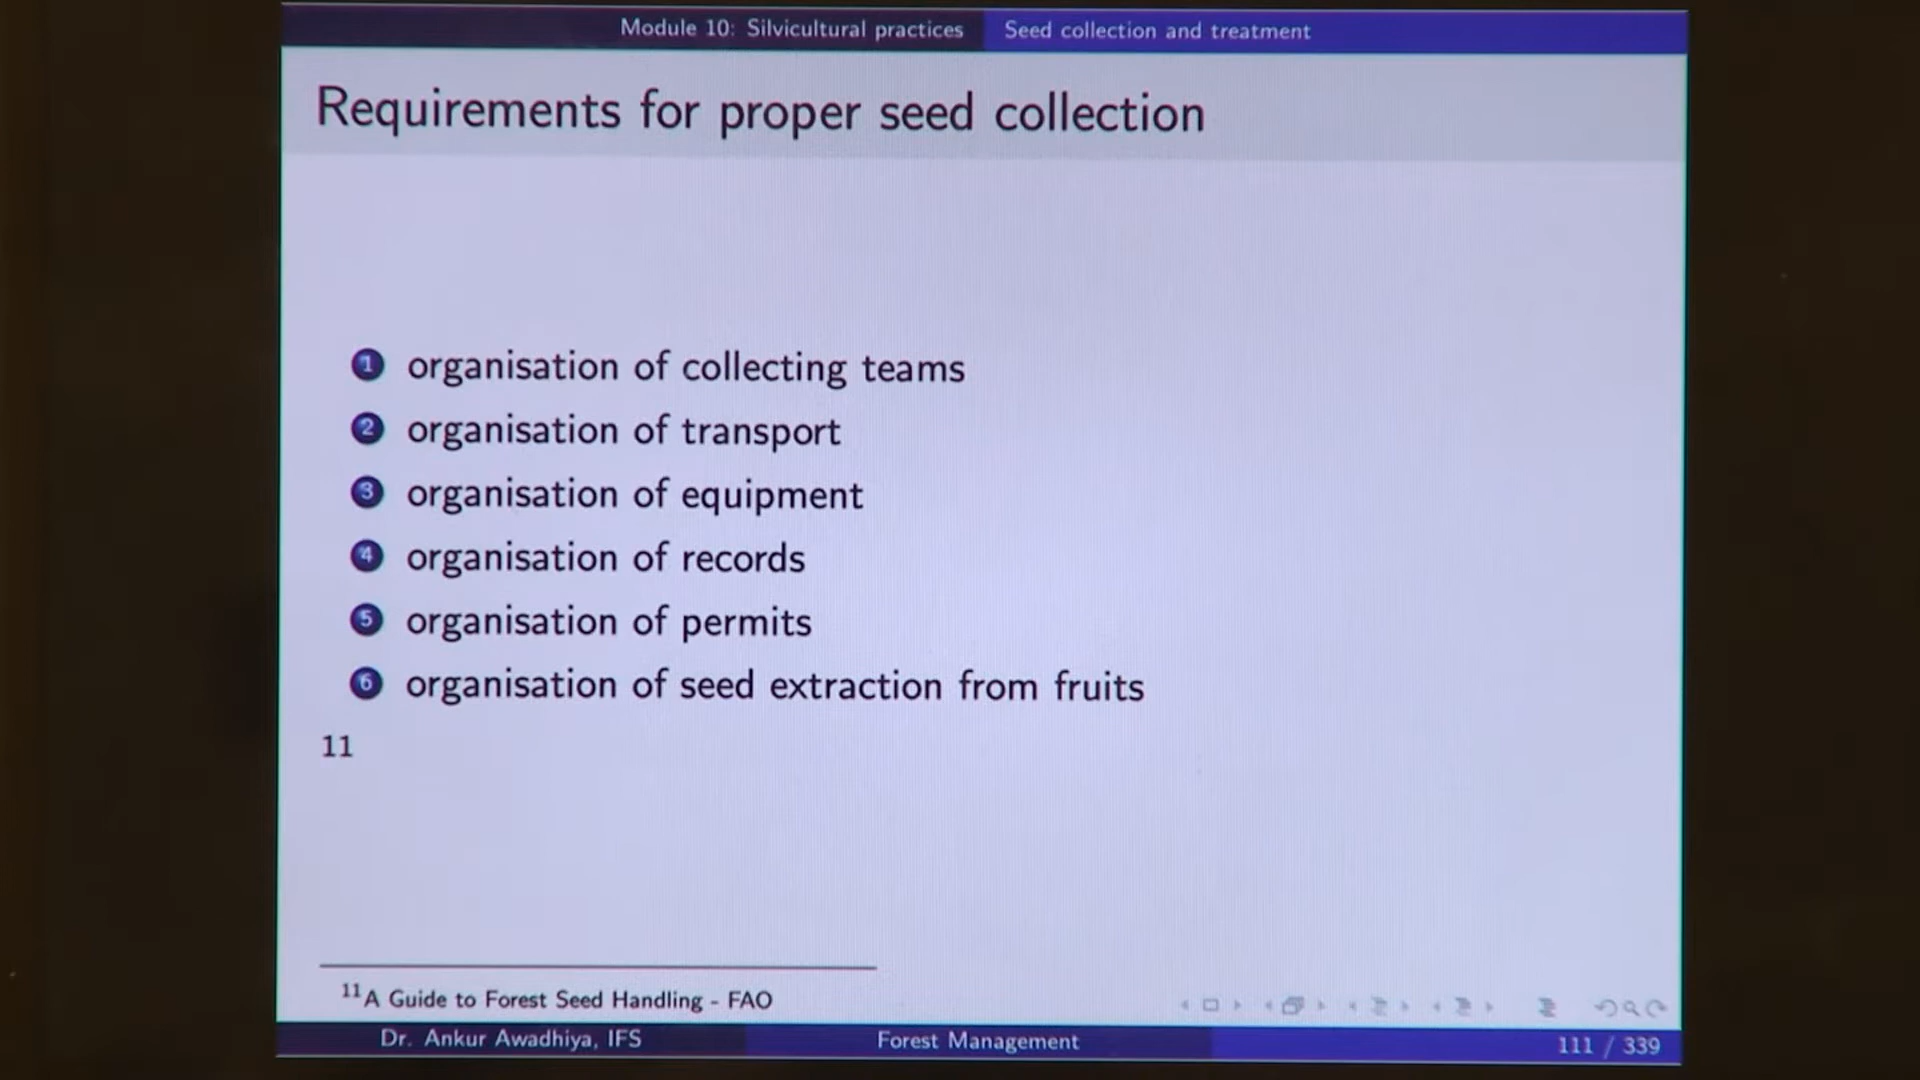 Module 10: Silvicultural practices Seed collection and treatment
Requirements for proper seed collection
1 organisation of collecting teams
2 organisation of transport
3 organisation of equipment
4 organisation of records
5 organisation of permits
6 organisation of seed extraction from fruits
11
11 A Guide to Forest Seed Handling - FAO
Dr. Ankur Awadhiya, IFS Forest Management 111 / 339